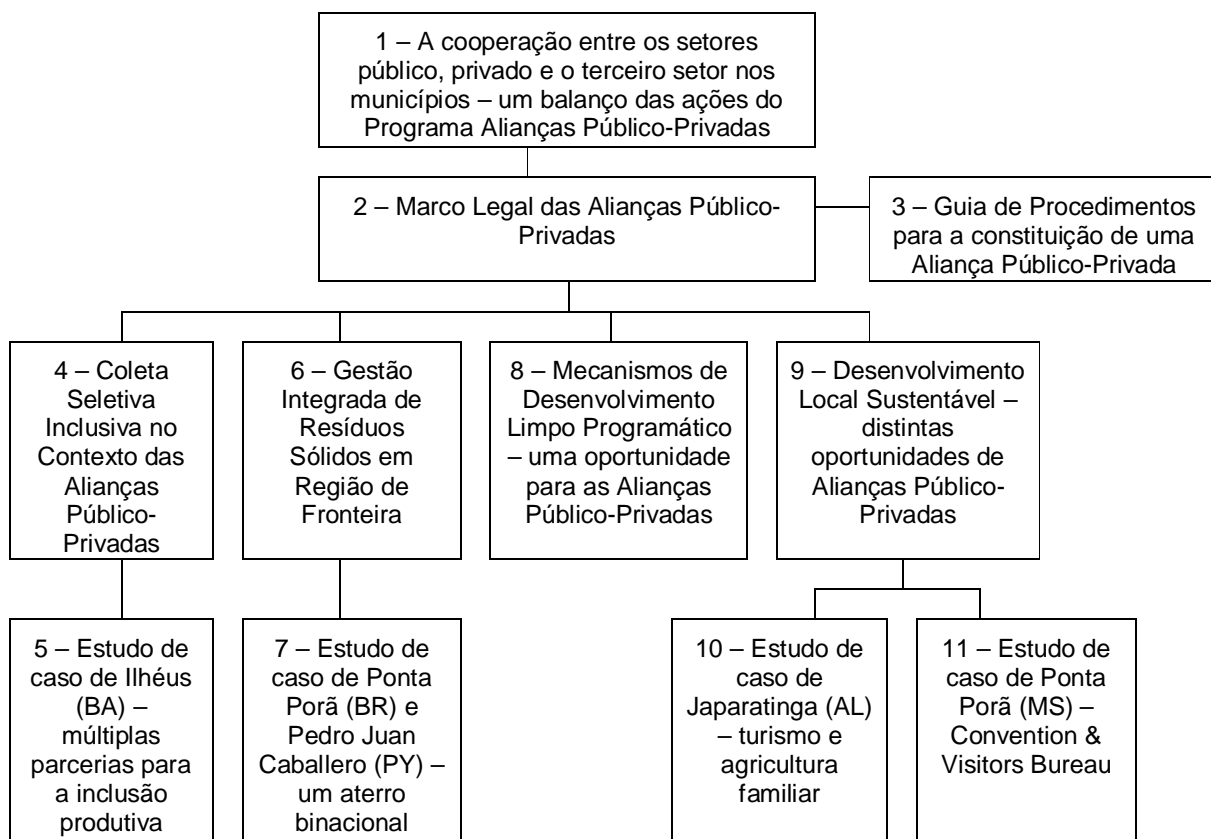 1 – A cooperação entre os setores
público, privado e o terceiro setor nos
municípios – um balanço das ações do
Programa Alianças Público-Privadas
2 – Marco Legal das Alianças Público-
Privadas
3 – Guia de Procedimentos
para a constituição de uma
Aliança Público-Privada
4 – Coleta
Seletiva
Inclusiva no
Contexto das
Alianças
Público-
Privadas
6 – Gestão
Integrada de
Resíduos
Sólidos em
Região de
Fronteira
8 – Mecanismos de
Desenvolvimento
Limpo Programático
– uma oportunidade
para as Alianças
Público-Privadas
9 – Desenvolvimento
Local Sustentável –
distintas
oportunidades de
Alianças Público-
Privadas
5 – Estudo de
caso de Ilhéus
(BA) –
múltiplas
parcerias para
a inclusão
produtiva
7 – Estudo de
caso de Ponta
Porã (BR) e
Pedro Juan
Caballero (PY) –
um aterro
binacional
10 – Estudo de
caso de
Japaratinga (AL)
– turismo e
agricultura
familiar
11 – Estudo de
caso de Ponta
Porã (MS) –
Convention &
Visitors Bureau